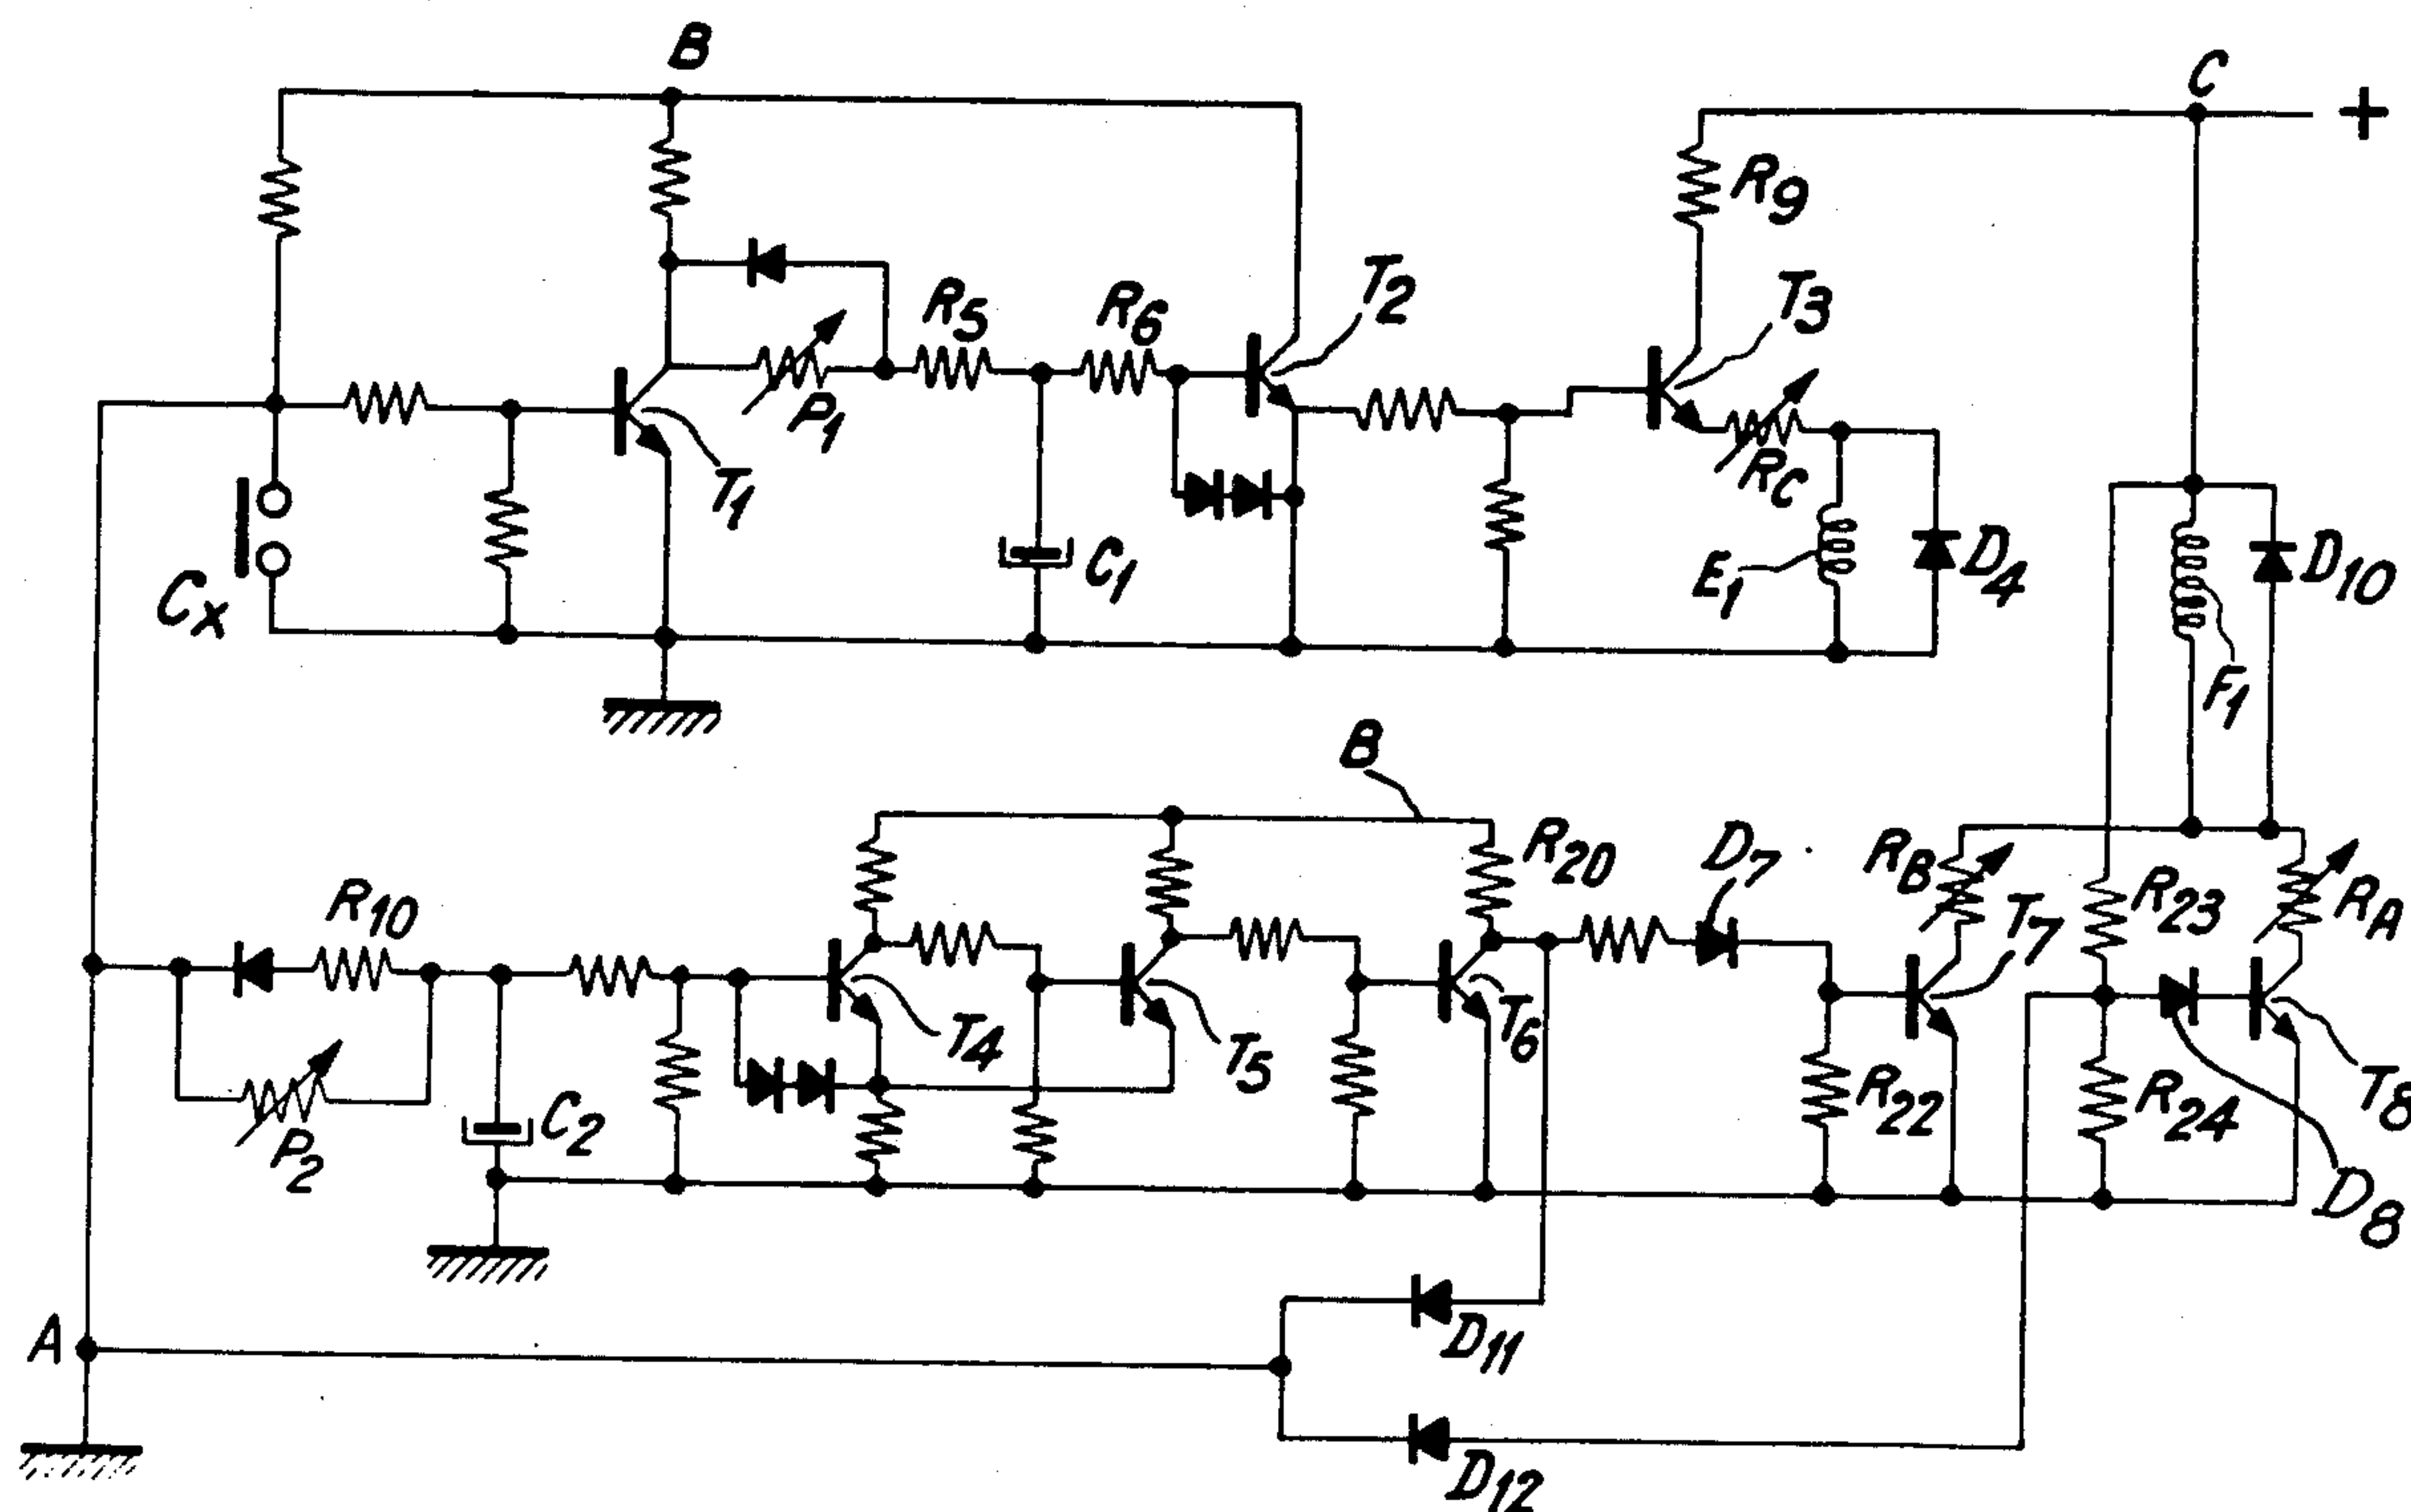 B
C
+
R9
T2
T3
R5
R6
P1
T1
RC
Cx
C1
E1
D4
D10
F1
B
R20
D7
RB
T7
R23
RA
R10
T4
T5
T6
R22
R24
T8
C2
P2
D8
A
D11
D12